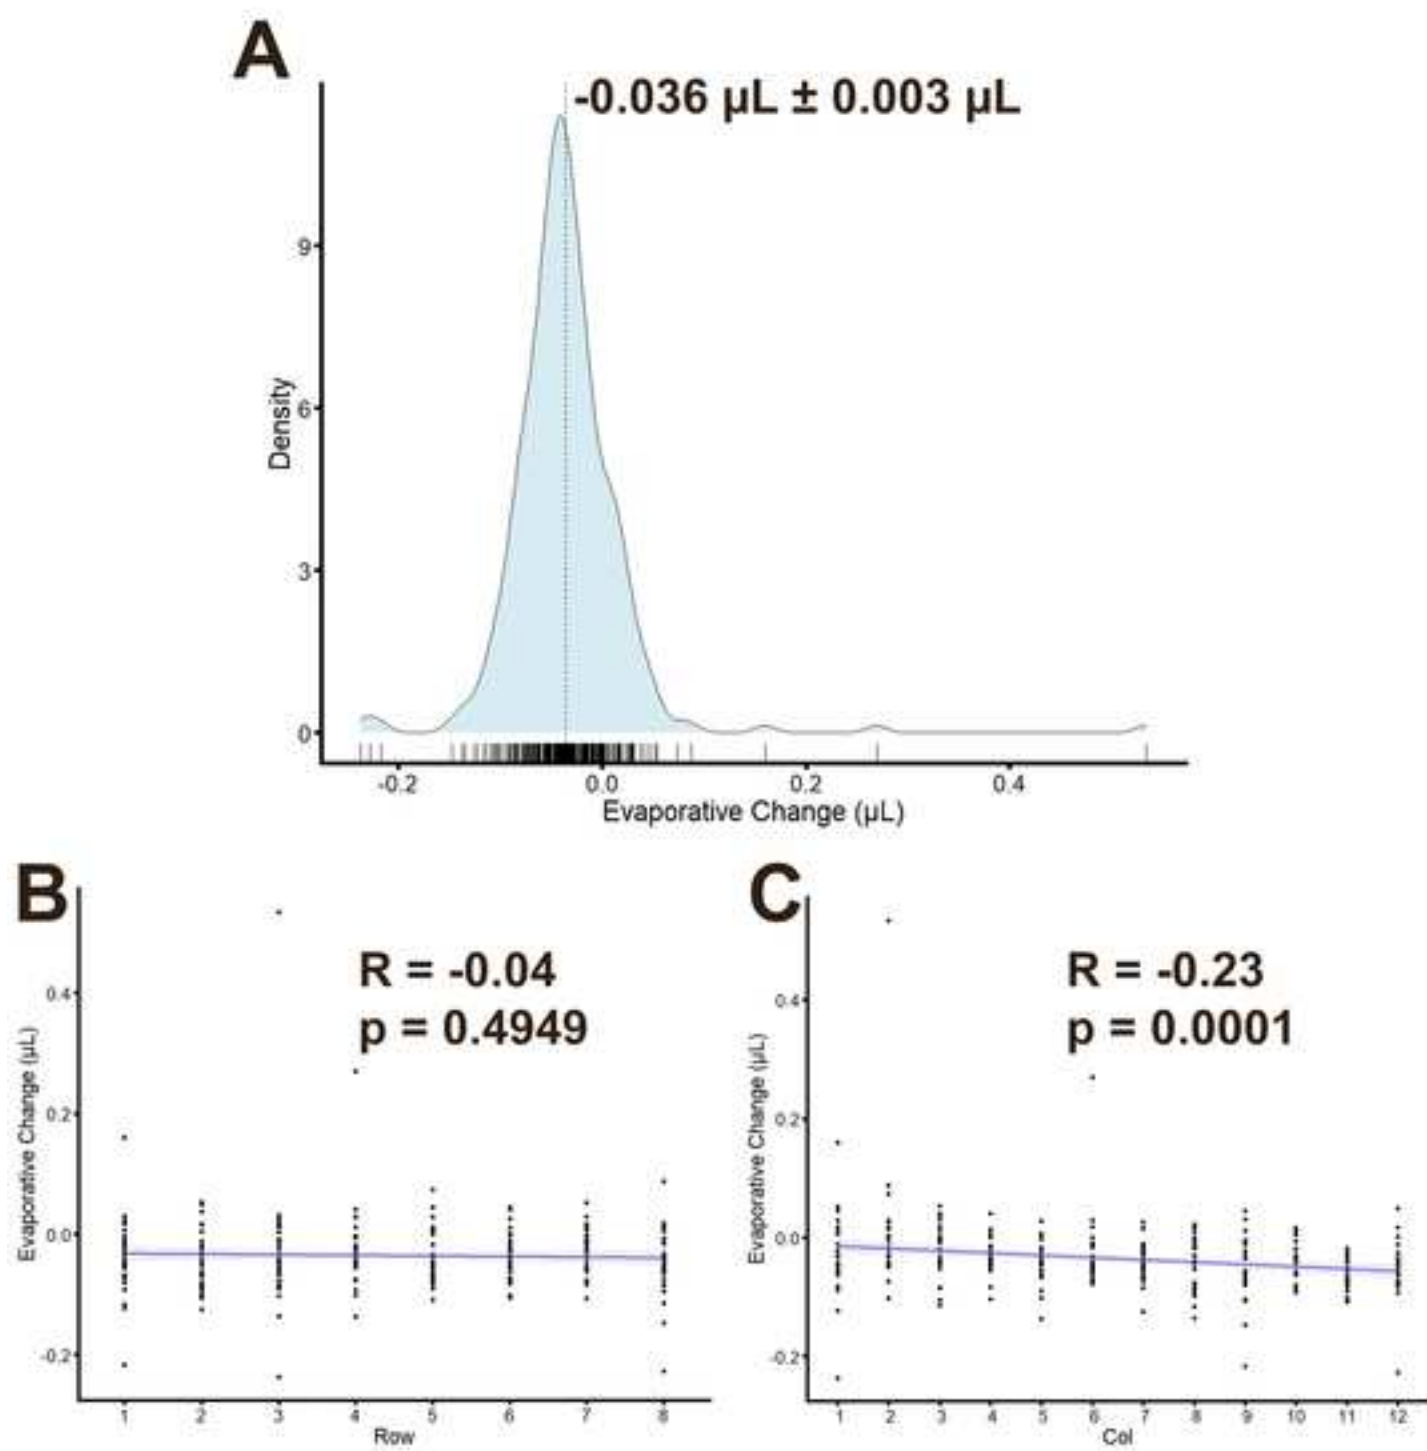 A
-0.036 µL ± 0.003 µL
Density
9
6
3
0
-0.2 0.0 0.2 0.4
Evaporative Change (µL)
B
R = -0.04
p = 0.4949
Evaporative Change (µL)
0.4
0.2
0.0
-0.2
1 2 3 4 5 6 7 8
Row
C
R = -0.23
p = 0.0001
Evaporative Change (µL)
0.4
0.2
0.0
-0.2
1 2 3 4 5 6 7 8 9 10 11 12
Col